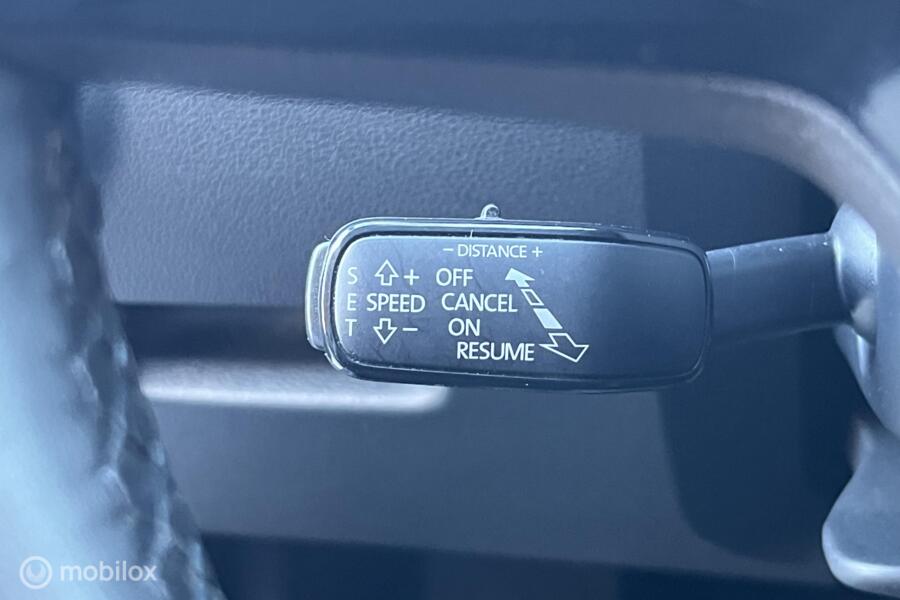 - DISTANCE +
S + OFF
E SPEED CANCEL
T - ON
RESUME
mobilox